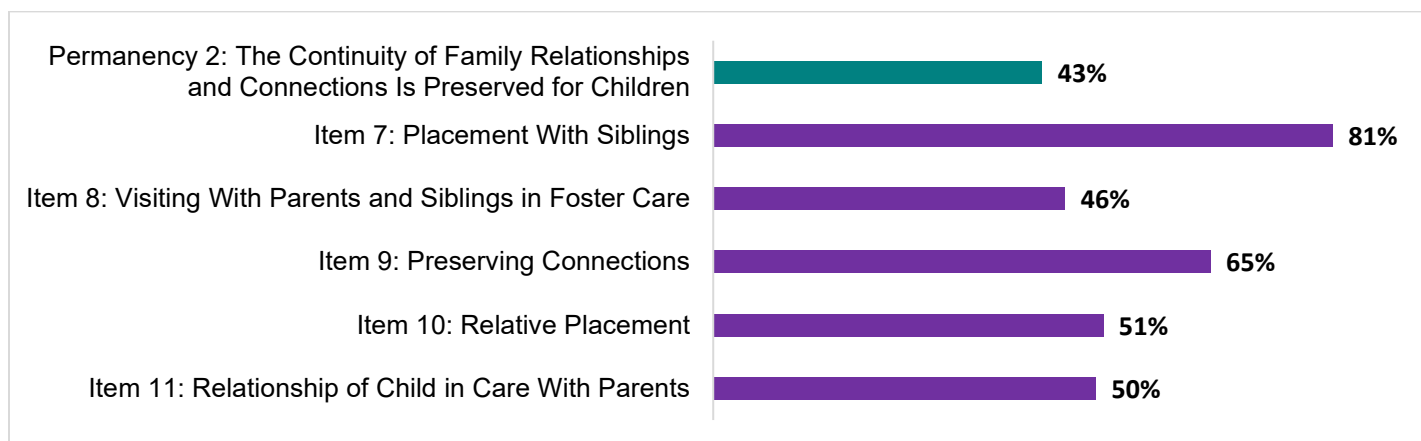 Permanency 2: The Continuity of Family Relationships
and Connections Is Preserved for Children
43%
Item 7: Placement With Siblings
81%
Item 8: Visiting With Parents and Siblings in Foster Care
46%
Item 9: Preserving Connections
65%
Item 10: Relative Placement
51%
Item 11: Relationship of Child in Care With Parents
50%